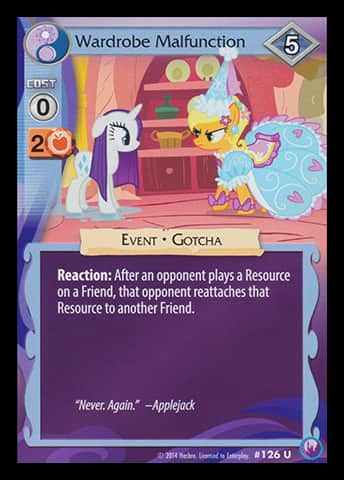 Wardrobe Malfunction
5
COST
0
2
EVENT • GOTCHA
Reaction: After an opponent plays a Resource
on a Friend, that opponent reattaches that
Resource to another Friend.
“Never. Again.” –Applejack
© 2014 Hasbro. Licensed to Enterplay. #126 U